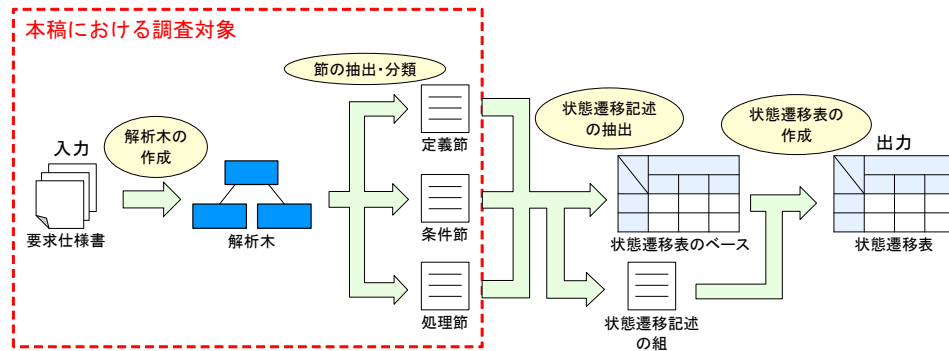 本稿における調査対象
節の抽出・分類
解析木の
作成
入力
要求仕様書
解析木
定義節
条件節
処理節
状態遷移記述
の抽出
状態遷移表の
作成
出力
状態遷移表のベース
状態遷移記述
の組
状態遷移表